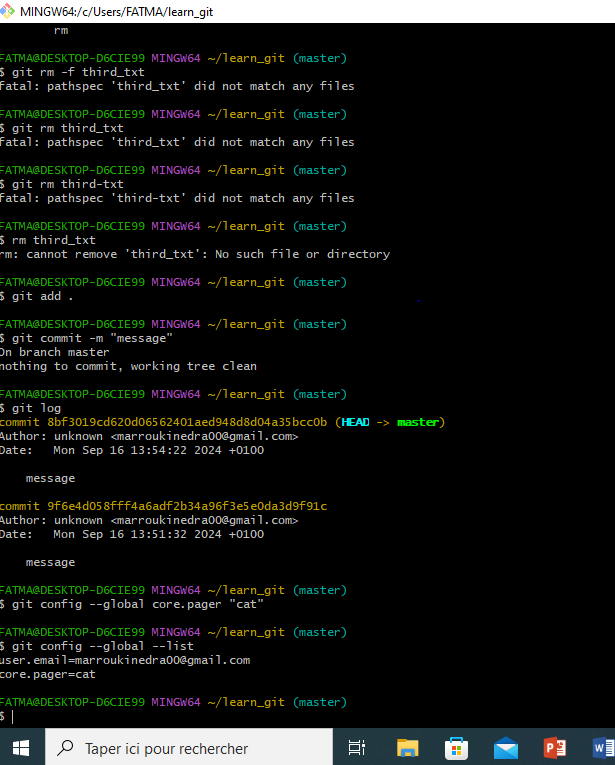 MINGW64:/c/Users/FATMA/learn_git
rm
FATMA@DESKTOP-D6CIE99 MINGW64 ~/learn_git (master)
$ git rm -f third_txt
fatal: pathspec 'third_txt' did not match any files
FATMA@DESKTOP-D6CIE99 MINGW64 ~/learn_git (master)
$ git rm third_txt
fatal: pathspec 'third_txt' did not match any files
FATMA@DESKTOP-D6CIE99 MINGW64 ~/learn_git (master)
$ git rm third-txt
fatal: pathspec 'third-txt' did not match any files
FATMA@DESKTOP-D6CIE99 MINGW64 ~/learn_git (master)
$ rm third_txt
rm: cannot remove 'third_txt': No such file or directory
FATMA@DESKTOP-D6CIE99 MINGW64 ~/learn_git (master)
$ git add .
FATMA@DESKTOP-D6CIE99 MINGW64 ~/learn_git (master)
$ git commit -m "message"
On branch master
nothing to commit, working tree clean
FATMA@DESKTOP-D6CIE99 MINGW64 ~/learn_git (master)
$ git log
commit 8bf3019cd620d06562401aed948d8d04a35bcc0b (HEAD -> master)
Author: unknown <marroukinedra00@gmail.com>
Date:   Mon Sep 16 13:54:22 2024 +0100
message
commit 9f6e4d058fff4a6adf2b34a96f3e5e0da3d9f91c
Author: unknown <marroukinedra00@gmail.com>
Date:   Mon Sep 16 13:51:32 2024 +0100
message
FATMA@DESKTOP-D6CIE99 MINGW64 ~/learn_git (master)
$ git config --global core.pager "cat"
FATMA@DESKTOP-D6CIE99 MINGW64 ~/learn_git (master)
$ git config --global --list
user.email=marroukinedra00@gmail.com
core.pager=cat
FATMA@DESKTOP-D6CIE99 MINGW64 ~/learn_git (master)
$
Taper ici pour rechercher